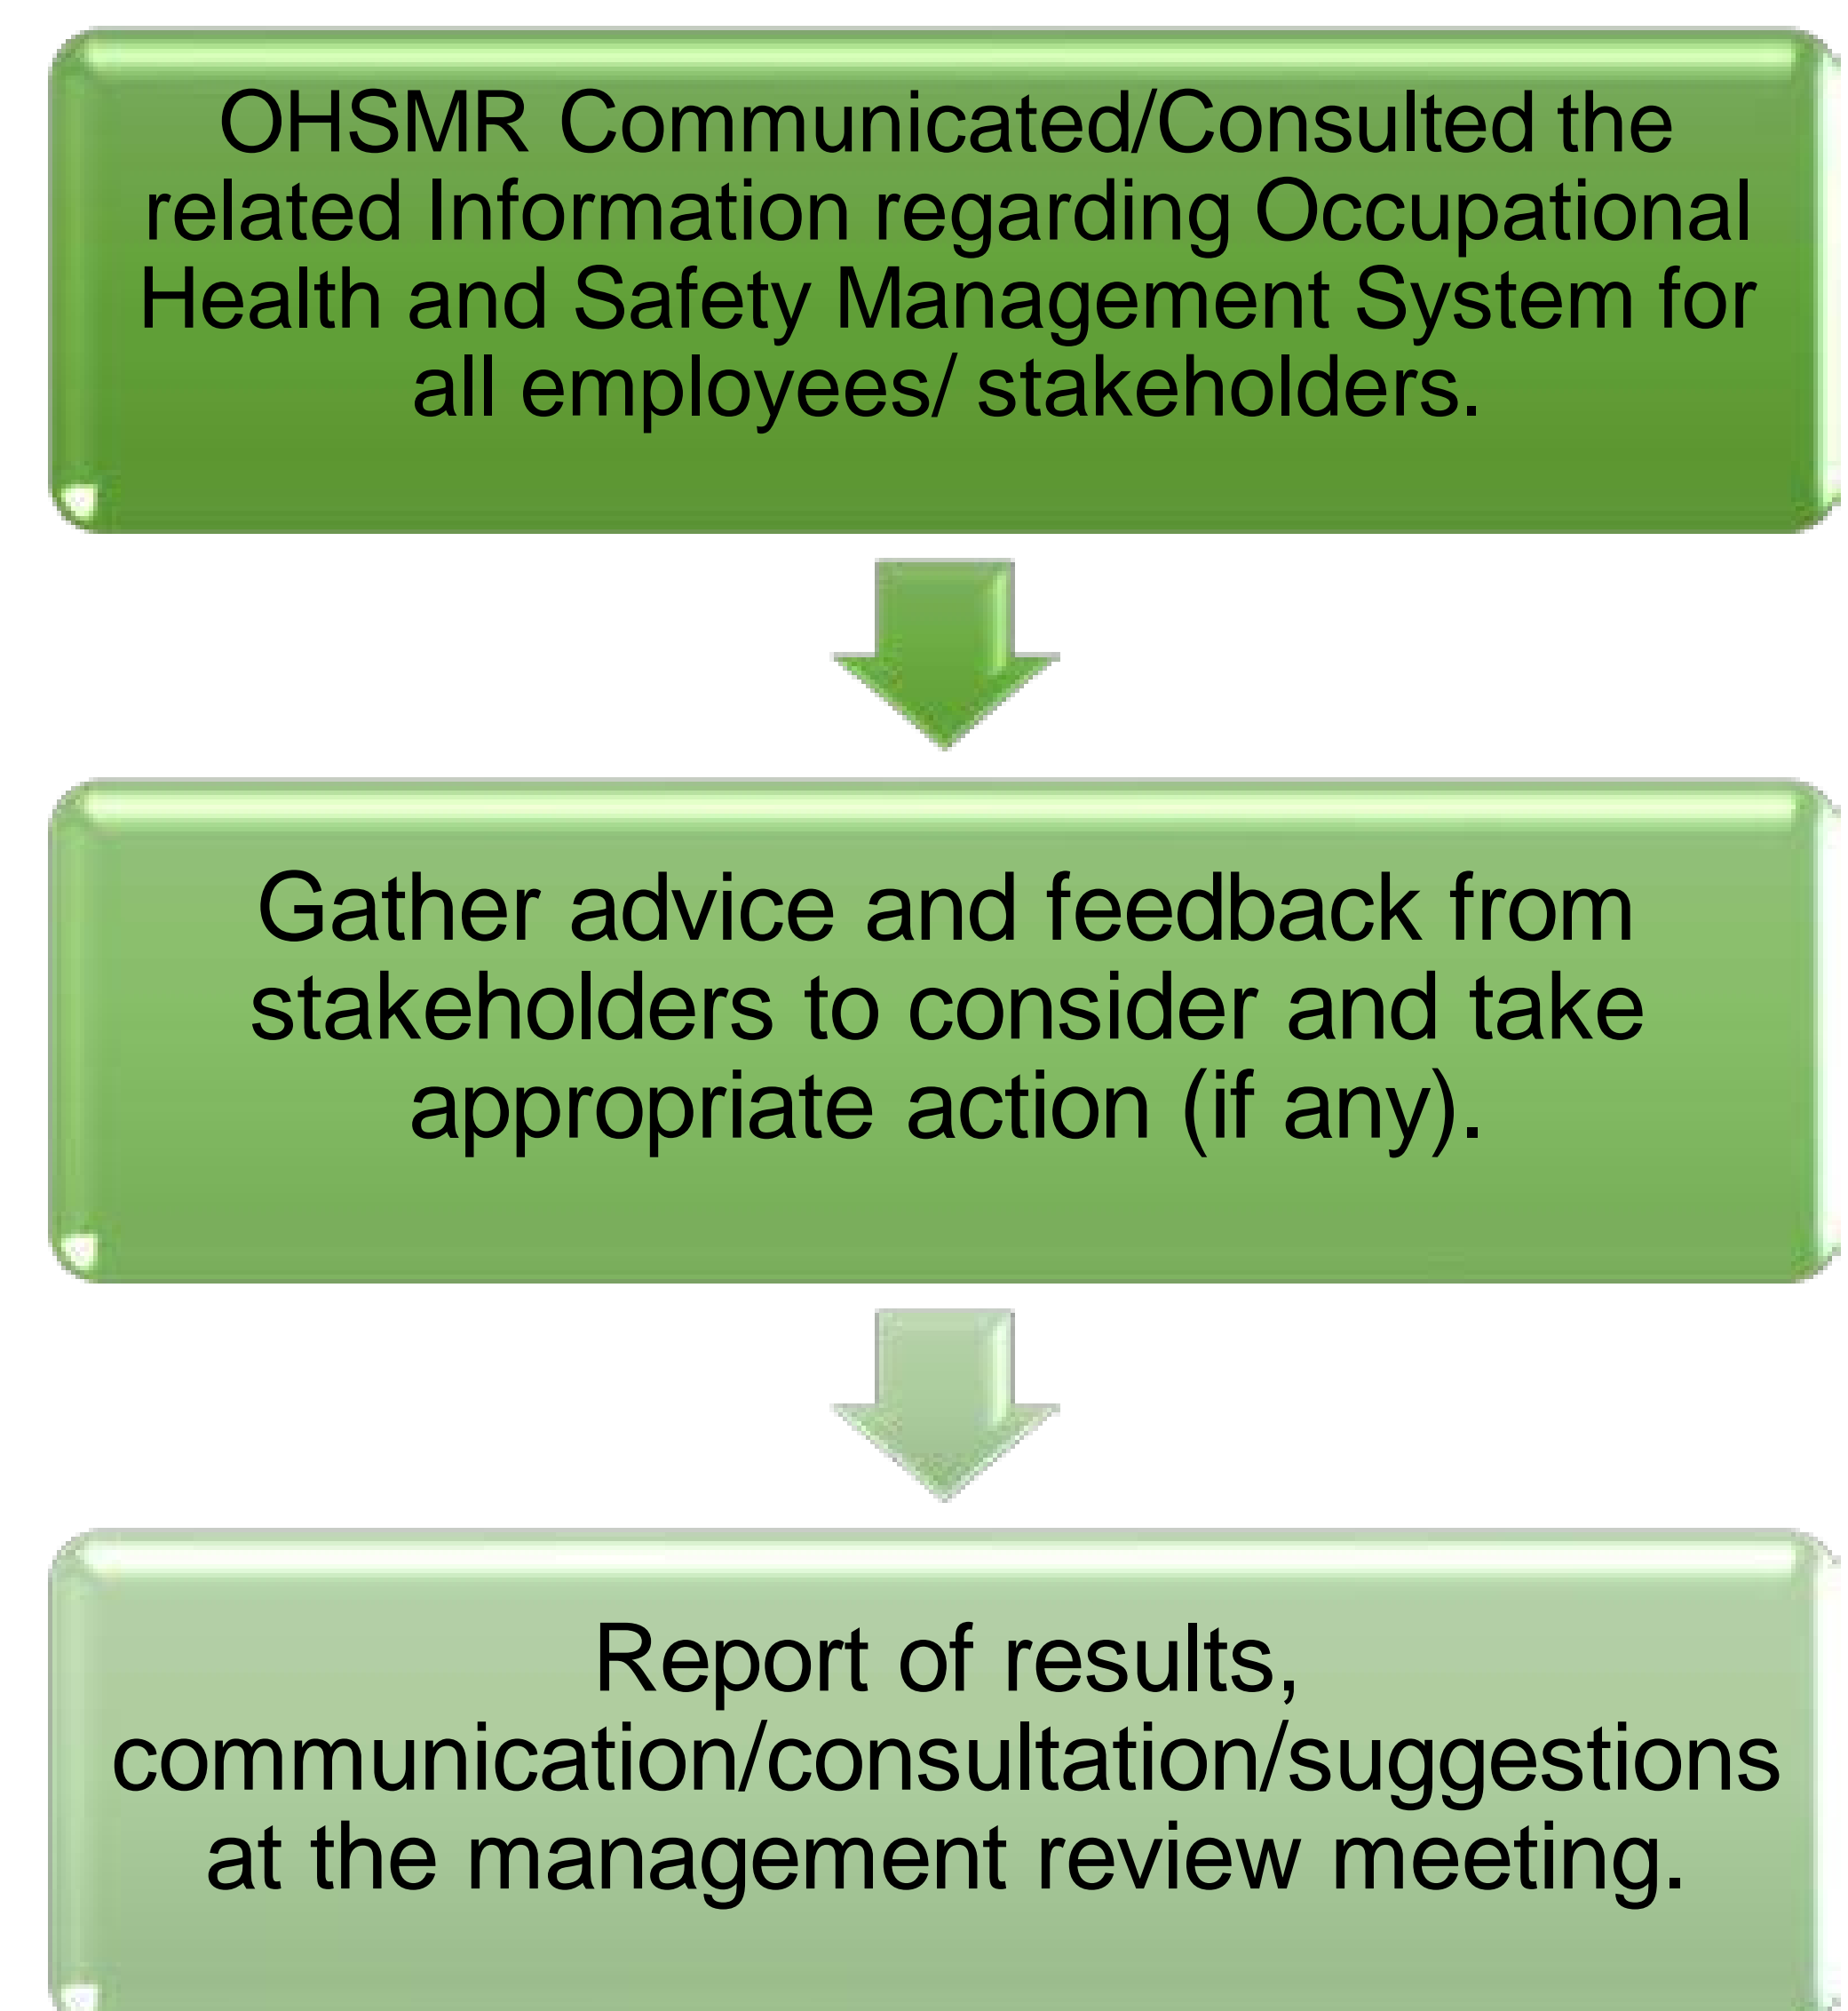 OHSMR Communicated/Consulted the
related Information regarding Occupational
Health and Safety Management System for
all employees/ stakeholders.
Gather advice and feedback from
stakeholders to consider and take
appropriate action (if any).
Report of results,
communication/consultation/suggestions
at the management review meeting.